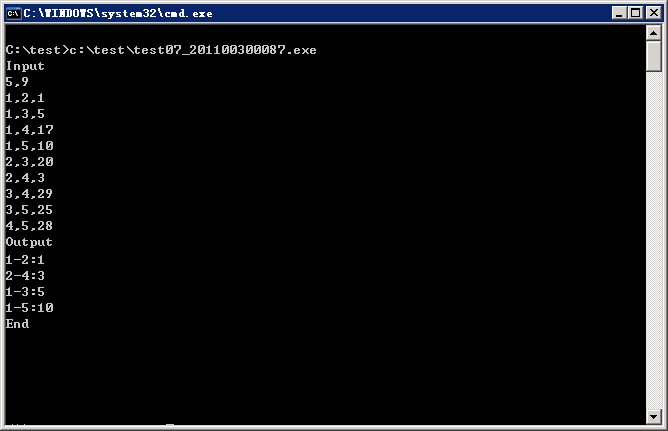 C:\WINDOWS\system32\cmd.exe
C:\test>c:\test\test07_201100300087.exe
Input
5,9
1,2,1
1,3,5
1,4,17
1,5,10
2,3,20
2,4,3
3,4,29
3,5,25
4,5,28
Output
1-2:1
2-4:3
1-3:5
1-5:10
End